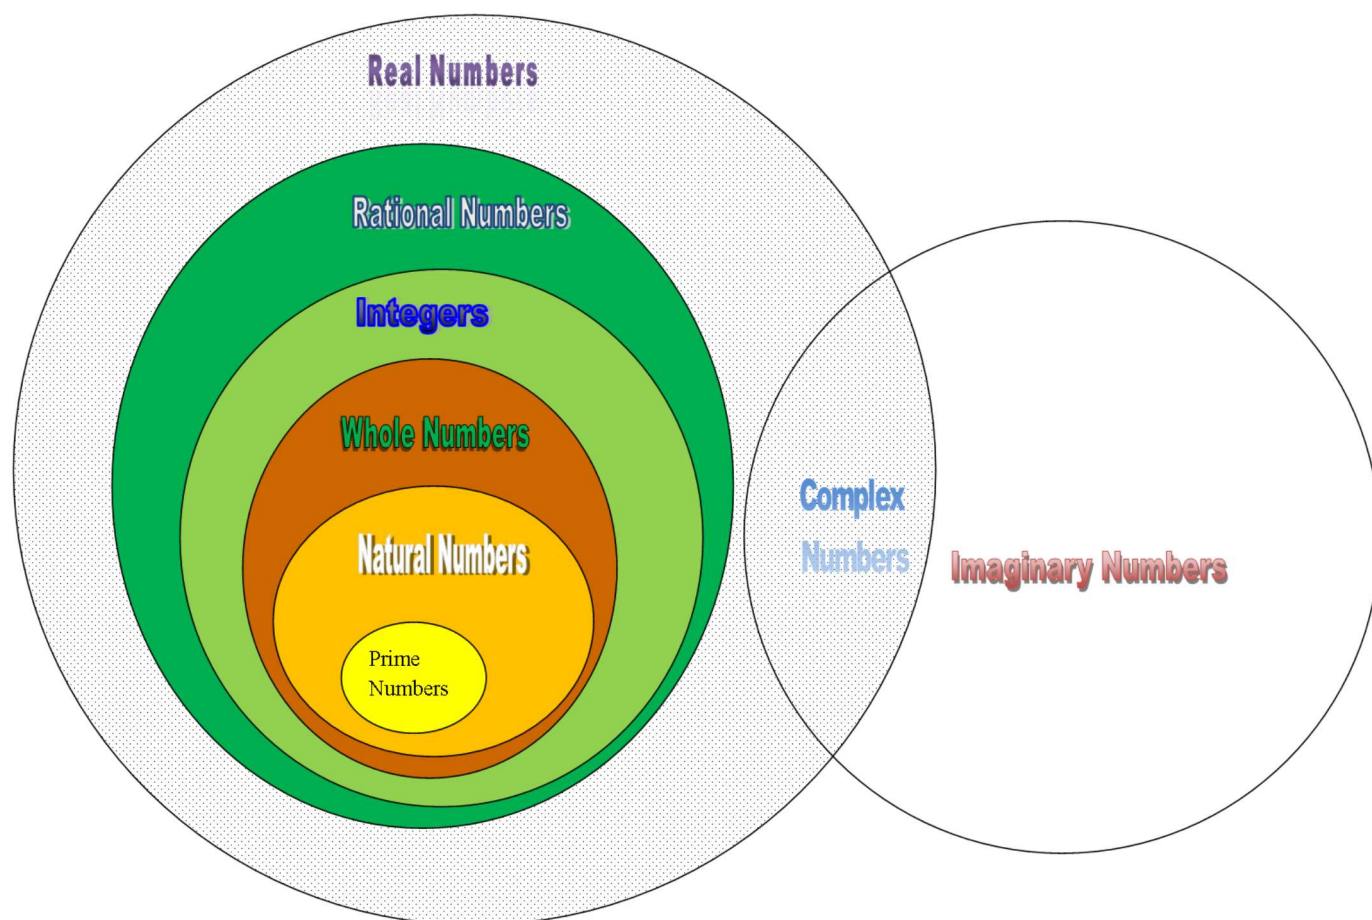 Real Numbers
Rational Numbers
Integers
Whole Numbers
Complex
Numbers
Natural Numbers
Imaginary Numbers
Prime
Numbers